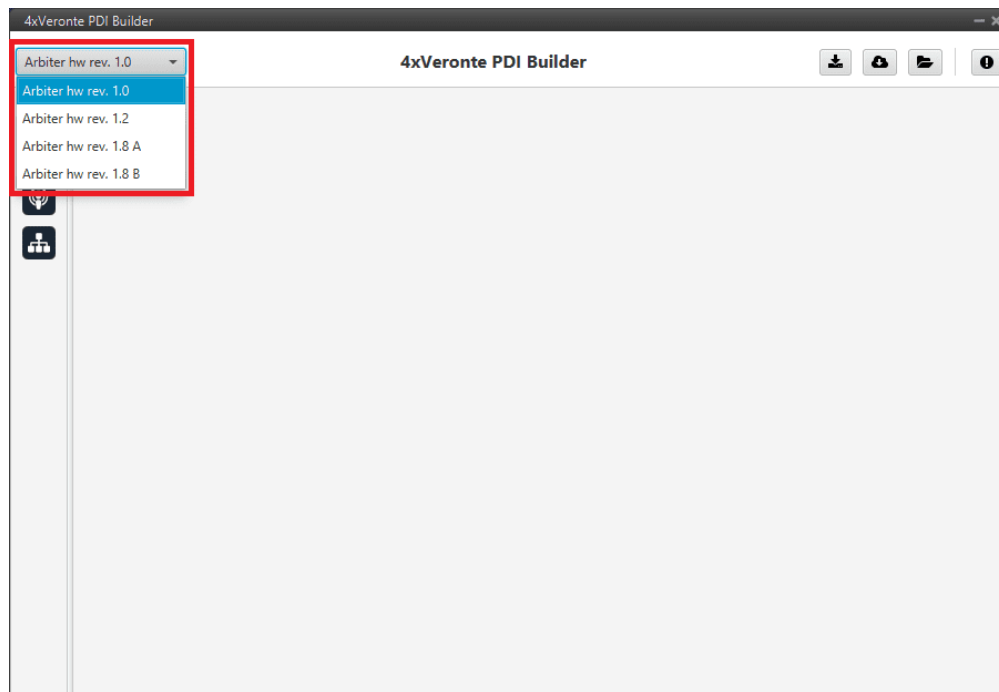 4xVeronte PDI Builder
Arbiter hw rev. 1.0
4xVeronte PDI Builder
Arbiter hw rev. 1.0
Arbiter hw rev. 1.2
Arbiter hw rev. 1.8 A
Arbiter hw rev. 1.8 B